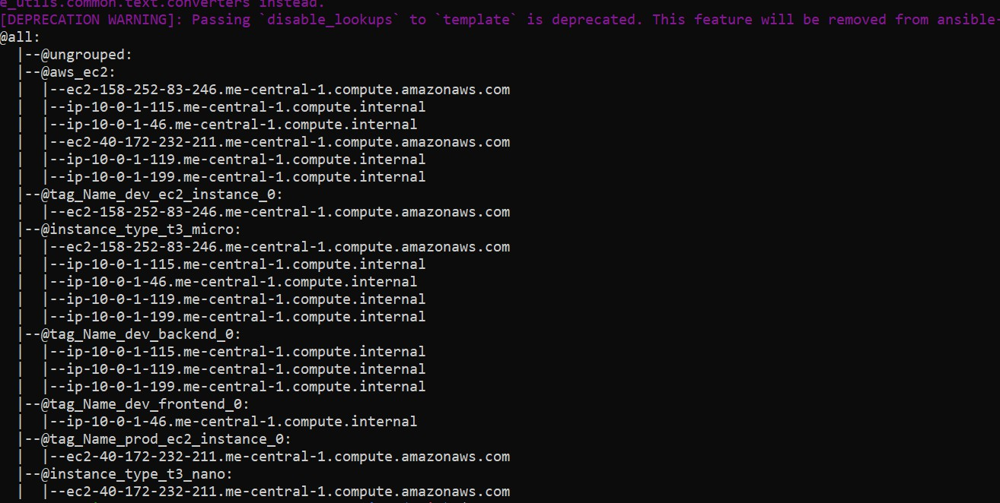 e_utils.common.text.converters instead.
[DEPRECATION WARNING]: Passing `disable_lookups` to `template` is deprecated. This feature will be removed from ansible-
@all:
  |--@ungrouped:
  |--@aws_ec2:
  |  |--ec2-158-252-83-246.me-central-1.compute.amazonaws.com
  |  |--ip-10-0-1-115.me-central-1.compute.internal
  |  |--ip-10-0-1-46.me-central-1.compute.internal
  |  |--ec2-40-172-232-211.me-central-1.compute.amazonaws.com
  |  |--ip-10-0-1-119.me-central-1.compute.internal
  |  |--ip-10-0-1-199.me-central-1.compute.internal
  |--@tag_Name_dev_ec2_instance_0:
  |  |--ec2-158-252-83-246.me-central-1.compute.amazonaws.com
  |--@instance_type_t3_micro:
  |  |--ec2-158-252-83-246.me-central-1.compute.amazonaws.com
  |  |--ip-10-0-1-115.me-central-1.compute.internal
  |  |--ip-10-0-1-46.me-central-1.compute.internal
  |  |--ip-10-0-1-119.me-central-1.compute.internal
  |  |--ip-10-0-1-199.me-central-1.compute.internal
  |--@tag_Name_dev_backend_0:
  |  |--ip-10-0-1-115.me-central-1.compute.internal
  |  |--ip-10-0-1-119.me-central-1.compute.internal
  |  |--ip-10-0-1-199.me-central-1.compute.internal
  |--@tag_Name_dev_frontend_0:
  |  |--ip-10-0-1-46.me-central-1.compute.internal
  |--@tag_Name_prod_ec2_instance_0:
  |  |--ec2-40-172-232-211.me-central-1.compute.amazonaws.com
  |--@instance_type_t3_nano:
  |  |--ec2-40-172-232-211.me-central-1.compute.amazonaws.com